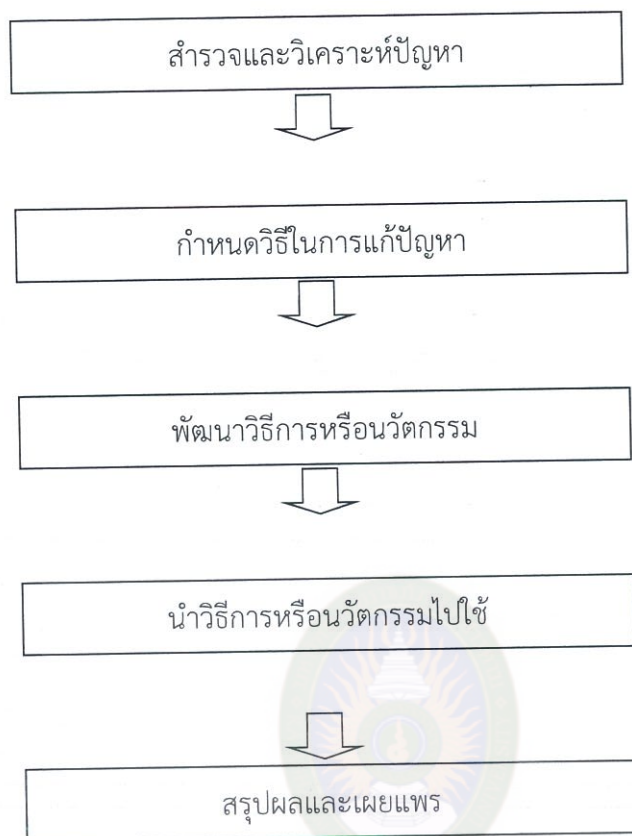 สำรวจและวิเคราะห์ปัญหา
กำหนดวิธีในการแก้ปัญหา
พัฒนาวิธีการหรือนวัตกรรม
นำวิธีการหรือนวัตกรรมไปใช้
สรุปผลและเผยแพร